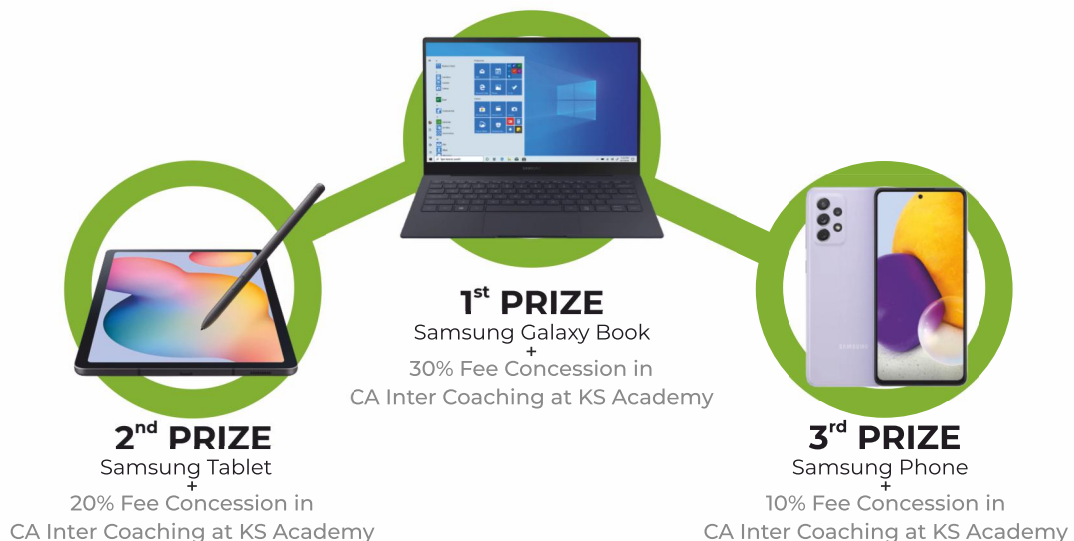 1st PRIZE
Samsung Galaxy Book
+
30% Fee Concession in
CA Inter Coaching at KS Academy
2nd PRIZE
Samsung Tablet
+
20% Fee Concession in
CA Inter Coaching at KS Academy
3rd PRIZE
Samsung Phone
+
10% Fee Concession in
CA Inter Coaching at KS Academy
SAMSUNG